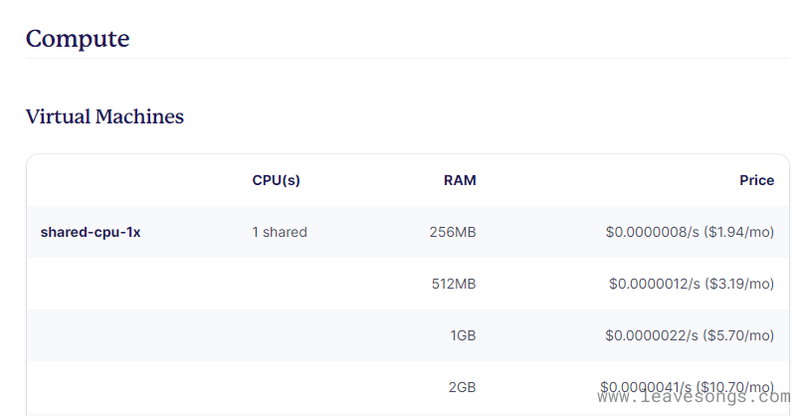 Compute
Virtual Machines
CPU(s) RAM Price
shared-cpu-1x 1 shared 256MB $0.0000008/s ($1.94/mo)
512MB $0.0000012/s ($3.19/mo)
1GB $0.0000022/s ($5.70/mo)
2GB $0.0000041/s ($10.70/mo)
www.leavesongs.com